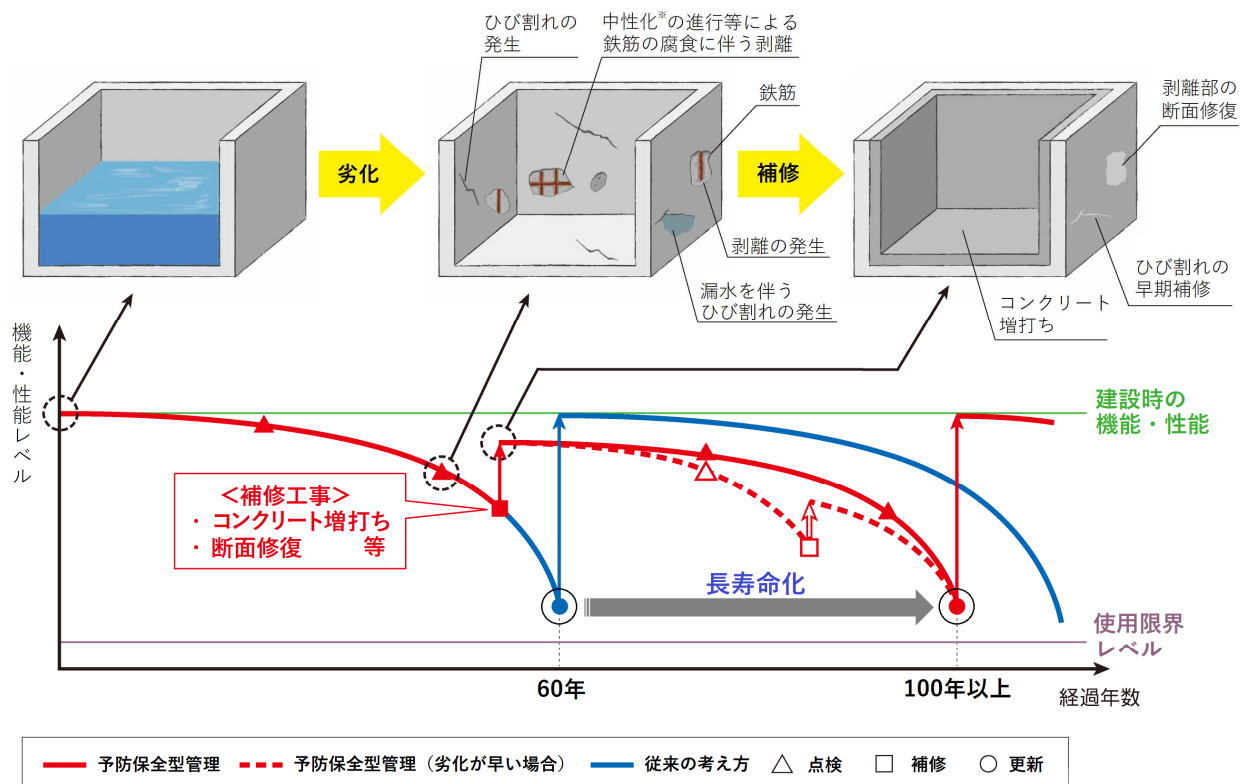 ひび割れの
発生
中性化※の進行等による
鉄筋の腐食に伴う剥離
鉄筋
剥離部の
断面修復
劣化
補修
剥離の発生
漏水を伴う
ひび割れの発生
ひび割れの
早期補修
コンクリート
増打ち
機能・性能レベル
建設時の
機能・性能
<補修工事>
・ コンクリート増打ち
・ 断面修復 等
長寿命化
使用限界
レベル
60年
100年以上
経過年数
予防保全型管理
予防保全型管理（劣化が早い場合）
従来の考え方
点検
補修
更新